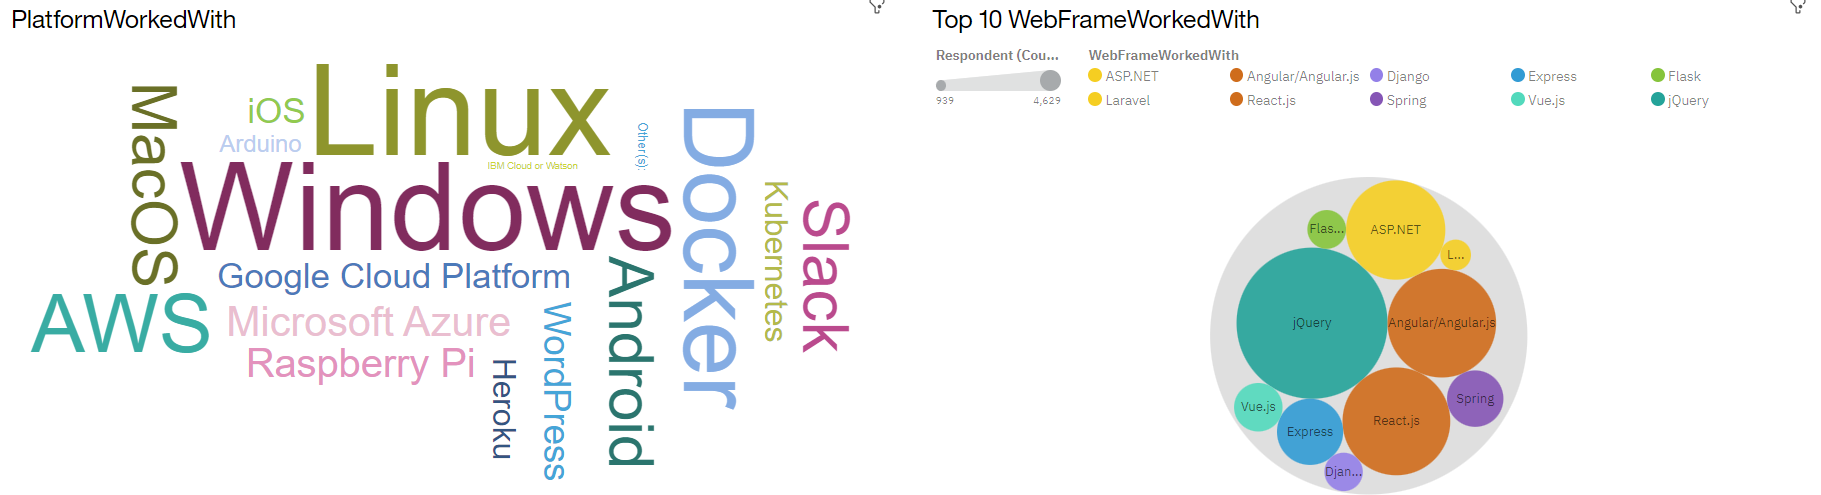 PlatformWorkedWith
MacOS
iOS
Arduino
Linux
IBM Cloud or Watson
Other(s):
Windows
Docker
Kubernetes
Slack
Google Cloud Platform
AWS
Microsoft Azure
Raspberry Pi
Heroku
WordPress
Android
Top 10 WebFrameWorkedWith
Respondent (Cou...
939 4,629
WebFrameWorkedWith
ASP.NET Angular/Angular.js Django Express Flask
Laravel React.js Spring Vue.js jQuery
Flas...
ASP.NET
L...
jQuery
Angular/Angular.js
Vue.js
Express
React.js
Spring
Djan...